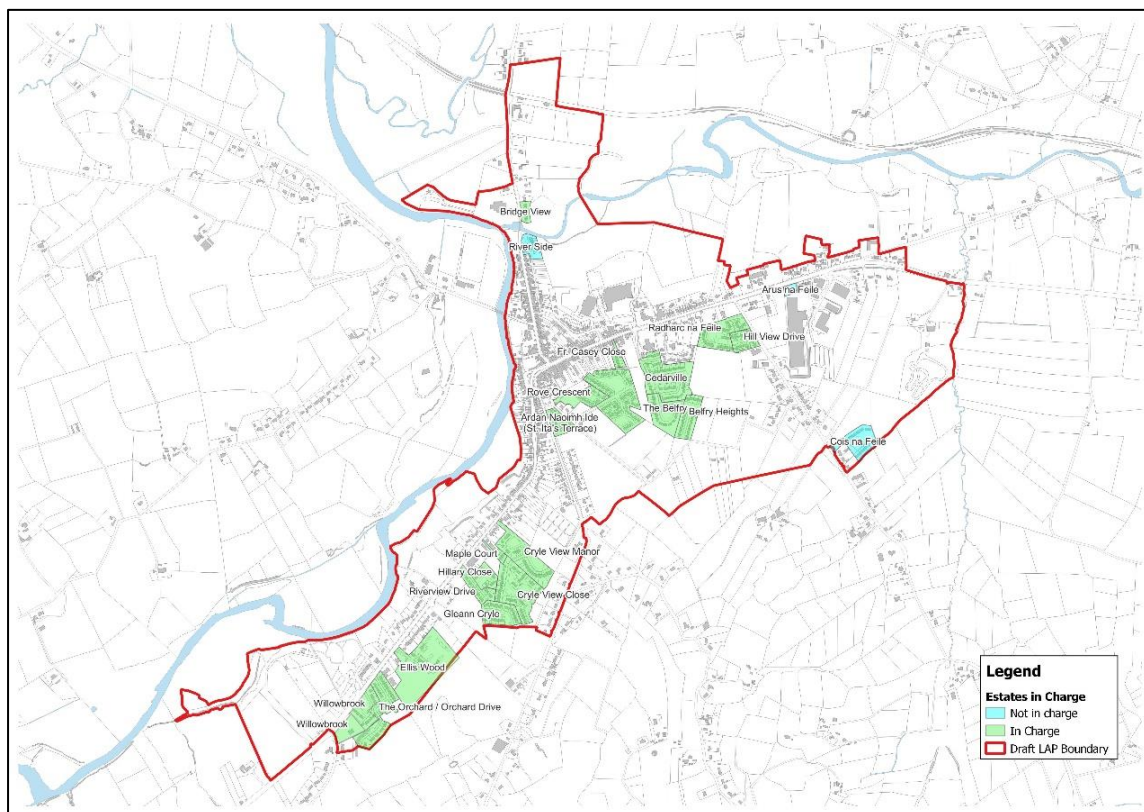 Bridge View
River Side
Arus na Feile
Radharc na Feile
Hill View Drive
Fr. Casey Close
Cedarville
Rove Crescent
The Belfry
Belfry Heights
Ardan Naoimh Ide
(St. Ita's Terrace)
Cois na Feile
Maple Court
Cryle View Manor
Hillary Close
Riverview Drive
Cryle View Close
Gleann Cryle
Ellis Wood
Willowbrook
The Orchard / Orchard Drive
Willowbrook
Legend
Estates in Charge
Not in charge
In Charge
Draft LAP Boundary